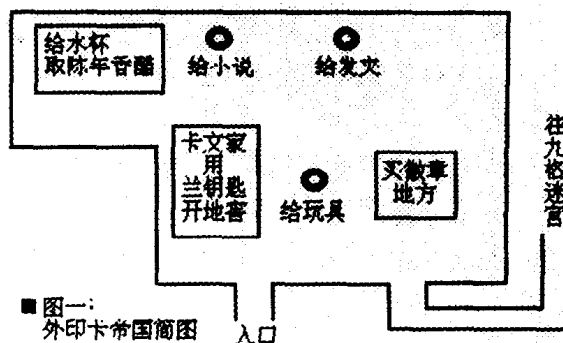 给水杯
取陈年香醋
给小说
给发夹
卡文家
用
兰钥匙
开地窖
给玩具
买徽章
地方
往九格迷宫
■图一:
外印卡帝国简图
入口